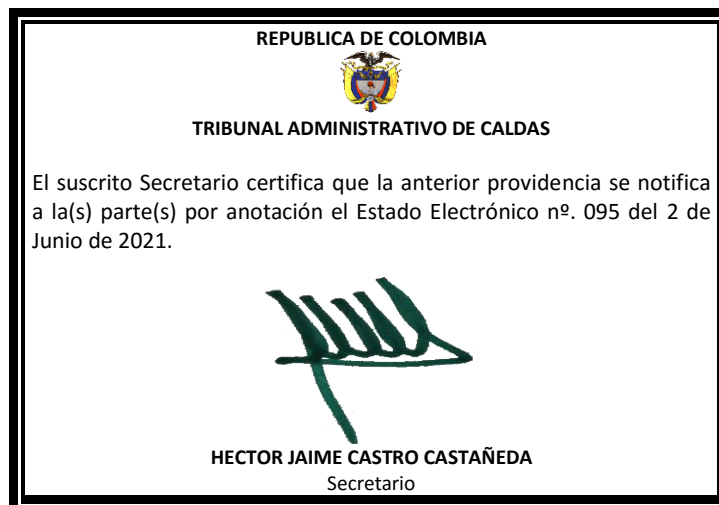 REPUBLICA DE COLOMBIA
TRIBUNAL ADMINISTRATIVO DE CALDAS
El suscrito Secretario certifica que la anterior providencia se notifica
a la(s) parte(s) por anotación el Estado Electrónico nº. 095 del 2 de
Junio de 2021.
HECTOR JAIME CASTRO CASTAÑEDA
Secretario